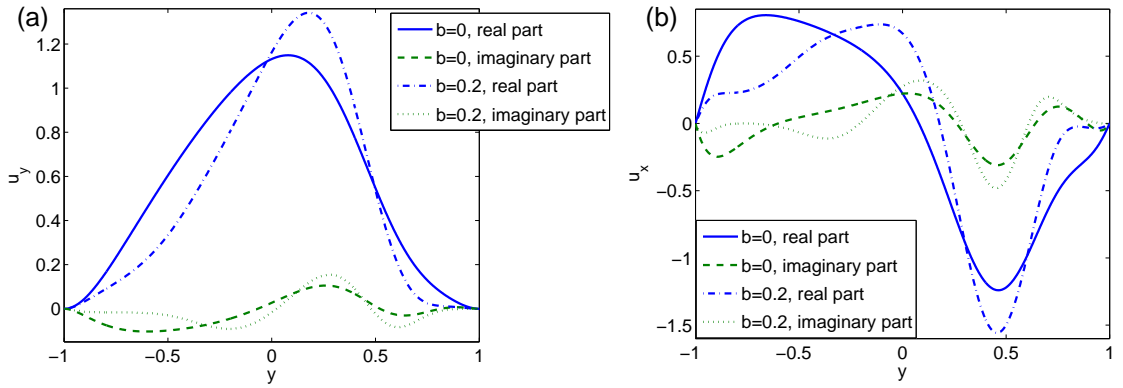 (a)
u_y
1.2
1
0.8
0.6
0.4
0.2
0
−1
−0.5
0
0.5
1
y
b=0, real part
b=0, imaginary part
b=0.2, real part
b=0.2, imaginary part
(b)
u_x
0.5
0
−0.5
−1
−1.5
−1
−0.5
0
0.5
1
y
b=0, real part
b=0, imaginary part
b=0.2, real part
b=0.2, imaginary part